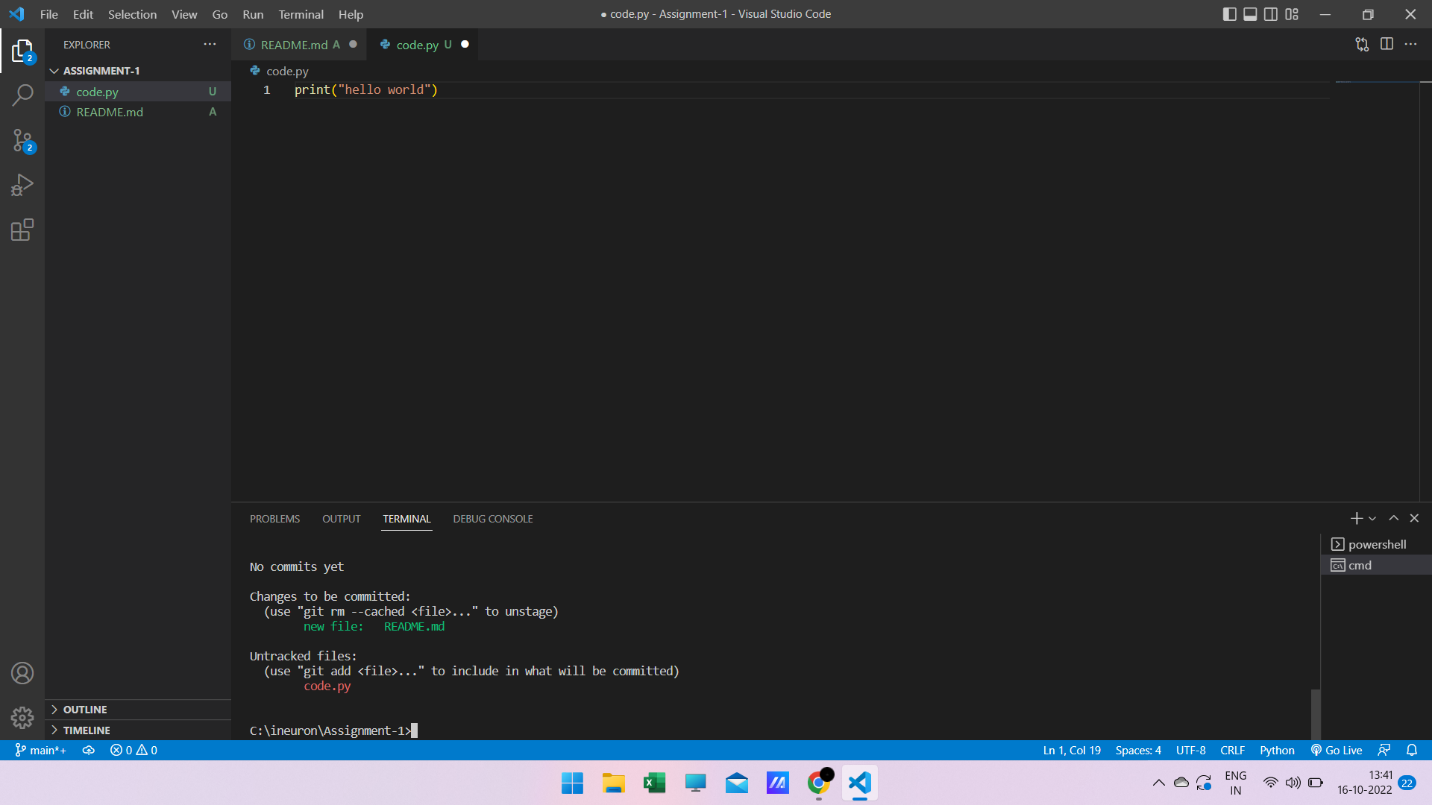 File Edit Selection View Go Run Terminal Help
● code.py - Assignment-1 - Visual Studio Code
EXPLORER
README.md A
code.py U
ASSIGNMENT-1
code.py U
README.md A
code.py
1 print("hello world")
PROBLEMS OUTPUT TERMINAL DEBUG CONSOLE
powershell
cmd
No commits yet
Changes to be committed:
(use "git rm --cached <file>..." to unstage)
new file: README.md
Untracked files:
(use "git add <file>..." to include in what will be committed)
code.py
C:\ineuron\Assignment-1>
OUTLINE
TIMELINE
2
2
main*+ 0 0
Ln 1, Col 19 Spaces: 4 UTF-8 CRLF Python Go Live
ENG
IN
13:41
16-10-2022
22